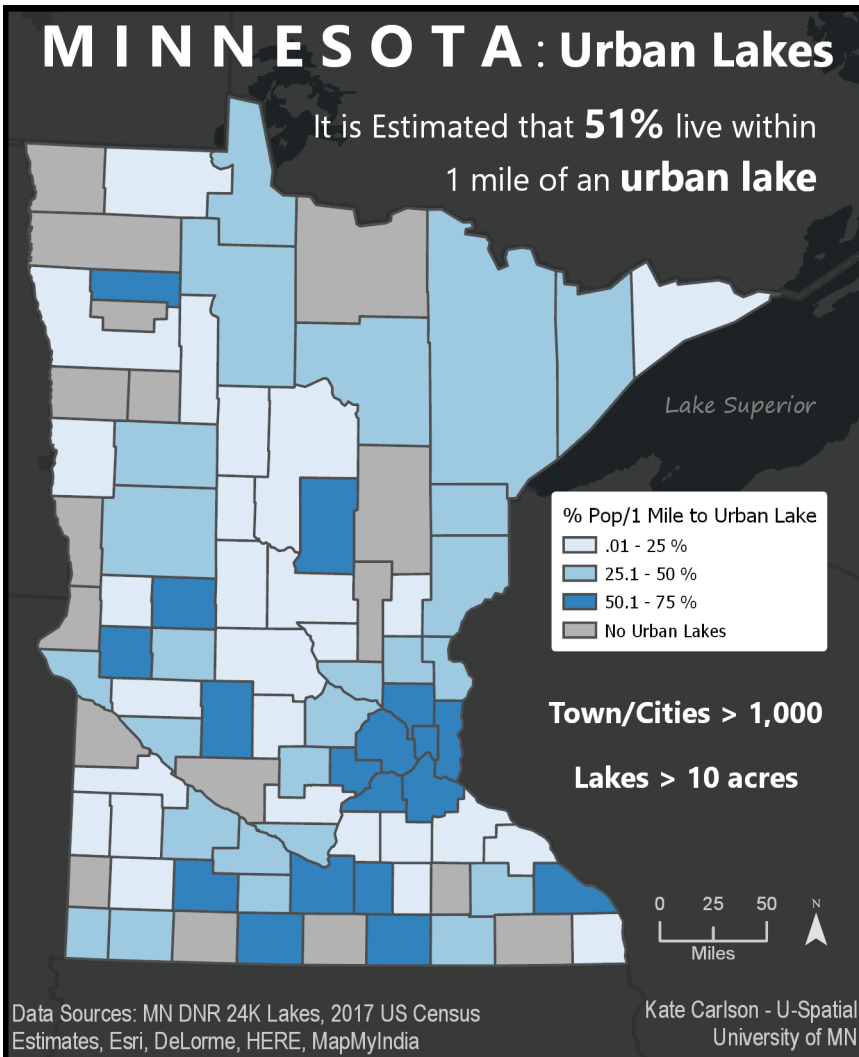 MINNESOTA: Urban Lakes
It is Estimated that 51% live within
1 mile of an urban lake
Lake Superior
% Pop/1 Mile to Urban Lake
.01 - 25 %
25.1 - 50 %
50.1 - 75 %
No Urban Lakes
Town/Cities > 1,000
Lakes > 10 acres
0 25 50
Miles
N
Data Sources: MN DNR 24K Lakes, 2017 US Census
Estimates, Esri, DeLorme, HERE, MapMyIndia
Kate Carlson - U-Spatial
University of MN